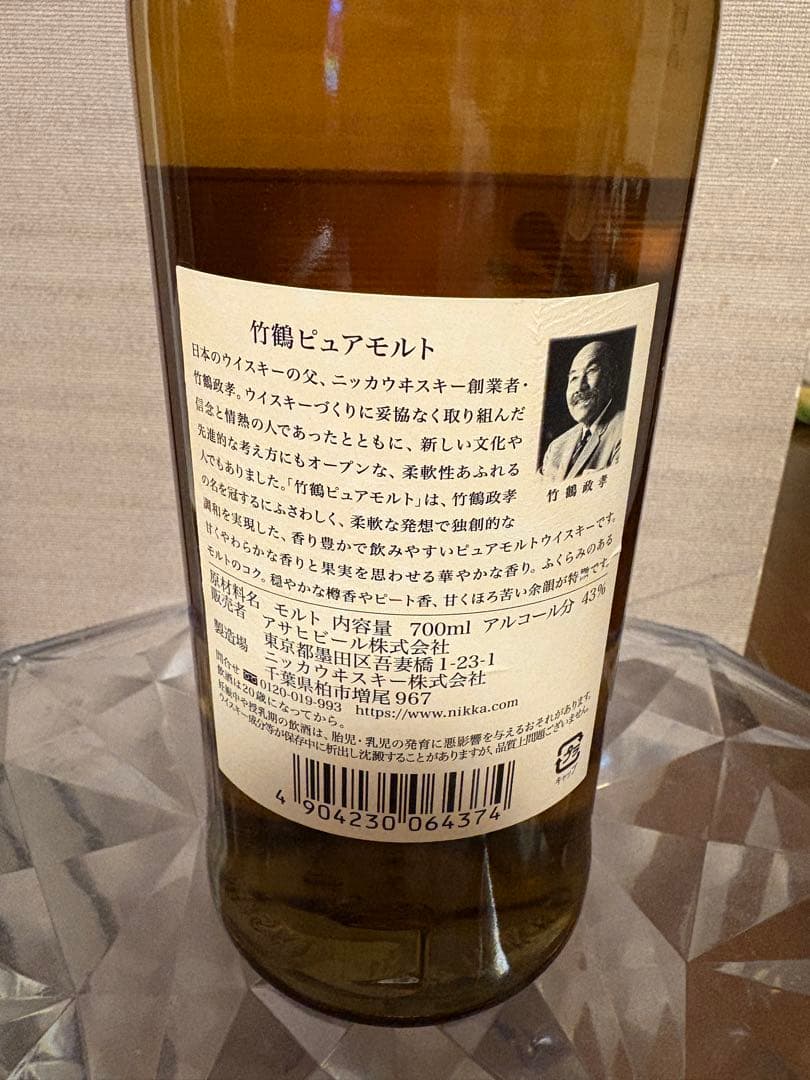 竹鶴ピュアモルト
日本のウイスキーの父、ニッカウヰスキー創業者・
竹鶴政孝。ウイスキーづくりに妥協なく取り組んだ
信念と情熱の人であったとともに、新しい文化や
先進的な考え方にもオープンな、柔軟性あふれる
人でもありました。「竹鶴ピュアモルト」は、竹鶴政孝
の名を冠するにふさわしく、柔軟な発想で独創的な
調和を実現した、香り豊かで飲みやすいピュアモルトウイスキーです。
甘くやわらかな香りと果実を思わせる華やかな香り。ふくらみのある
モルトのコク。穏やかな樽香やピート香、甘くほろ苦い余韻が特徴です。
竹鶴政孝
原材料名 モルト 内容量 700ml アルコール分 43%
販売者 アサヒビール株式会社
東京都墨田区吾妻橋1-23-1
製造場 ニッカウヰスキー株式会社
千葉県柏市増尾967
問合せ 0120-019-993 https://www.nikka.com
飲酒は20歳になってから。
妊娠中や授乳期の飲酒は、胎児・乳児の発育に悪影響を与えるおそれがあります。
ウイスキー成分等が保存中に析出し沈澱することがありますが、品質上問題ございません。
キャップ
4 904230 064374